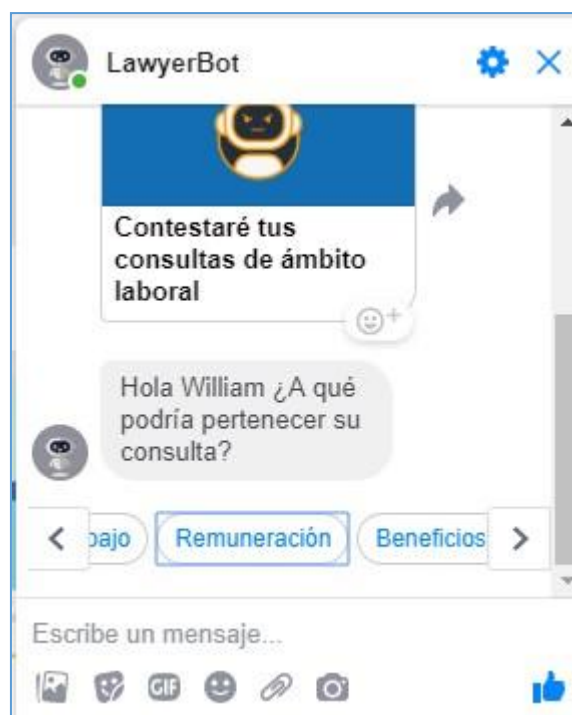 LawyerBot
Contestaré tus
consultas de ámbito
laboral
Hola William ¿A qué
podría pertenecer su
consulta?
bajo Remuneración Beneficios
Escribe un mensaje...
GIF